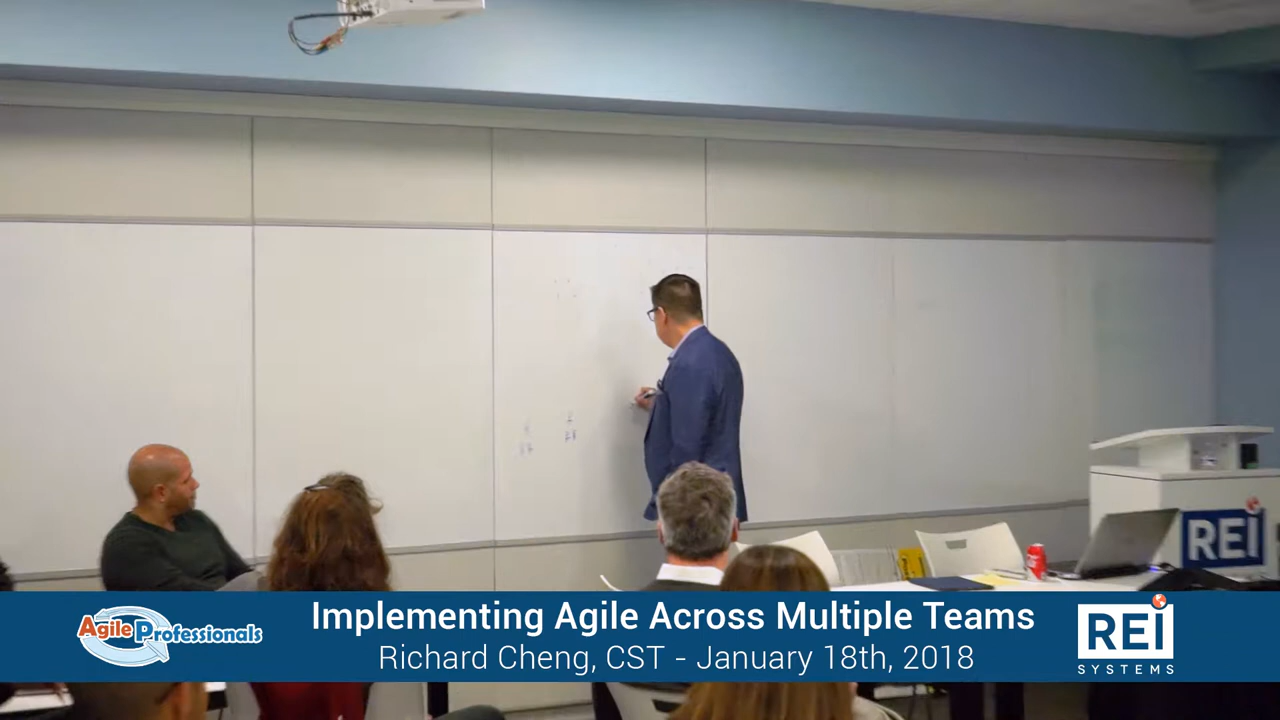 REi
Agile Professionals
Implementing Agile Across Multiple Teams
Richard Cheng, CST - January 18th, 2018
REi
SYSTEMS